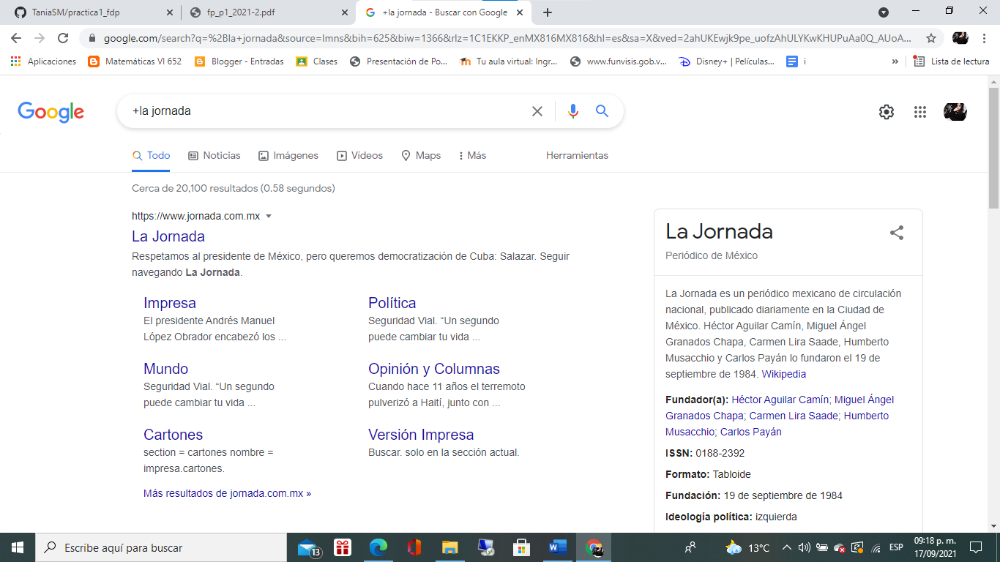 TaniaSM/practica1_fdp
fp_p1_2021-2.pdf
+la jornada - Buscar con Google
google.com/search?q=%2Bla+jornada&source=lmns&bih=625&biw=1366&rlz=1C1EKKP_enMX816MX816&hl=es&sa=X&ved=2ahUKEwjk9pe_uofzAhULYKwKHUPuAa0Q_AUoA...
Aplicaciones
Matemáticas VI 652
Blogger - Entradas
Clases
Presentación de Po...
Tu aula virtual: Ingr...
www.funvisis.gob.v...
Disney+ | Películas...
i
»
Lista de lectura
Google
+la jornada
Todo
Noticias
Imágenes
Vídeos
Maps
Más
Herramientas
Cerca de 20,100 resultados (0.58 segundos)
https://www.jornada.com.mx
La Jornada
Respetamos al presidente de México, pero queremos democratización de Cuba: Salazar. Seguir
navegando La Jornada.
Impresa
El presidente Andrés Manuel
López Obrador encabezó los ...
Política
Seguridad Vial. “Un segundo
puede cambiar tu vida ...
Mundo
Seguridad Vial. “Un segundo
puede cambiar tu vida ...
Opinión y Columnas
Cuando hace 11 años el terremoto
pulverizó a Haití, junto con ...
Cartones
section = cartones nombre =
impresa.cartones.
Versión Impresa
Buscar. solo en la sección actual.
Más resultados de jornada.com.mx »
La Jornada
Periódico de México
La Jornada es un periódico mexicano de circulación
nacional, publicado diariamente en la Ciudad de
México. Héctor Aguilar Camín, Miguel Ángel
Granados Chapa, Carmen Lira Saade, Humberto
Musacchio y Carlos Payán lo fundaron el 19 de
septiembre de 1984. Wikipedia
Fundador(a): Héctor Aguilar Camín; Miguel Ángel
Granados Chapa; Carmen Lira Saade; Humberto
Musacchio; Carlos Payán
ISSN: 0188-2392
Formato: Tabloide
Fundación: 19 de septiembre de 1984
Ideología política: izquierda
Escribe aquí para buscar
13
13°C
ESP
09:18 p. m.
17/09/2021